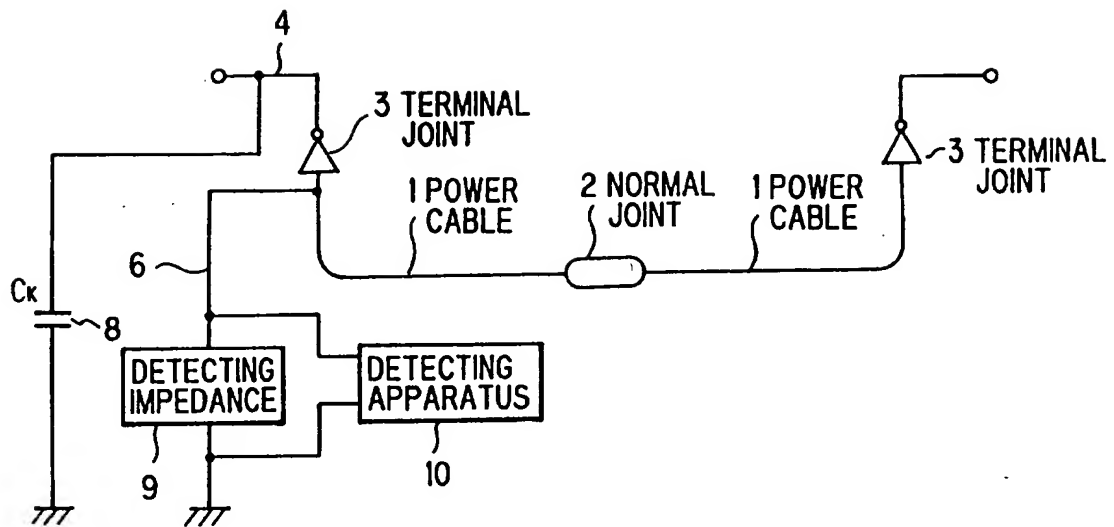 4
3 TERMINAL
JOINT
3 TERMINAL
JOINT
1 POWER
CABLE
2 NORMAL
JOINT
1 POWER
CABLE
6
CK
8
DETECTING
IMPEDANCE
DETECTING
APPARATUS
9
10